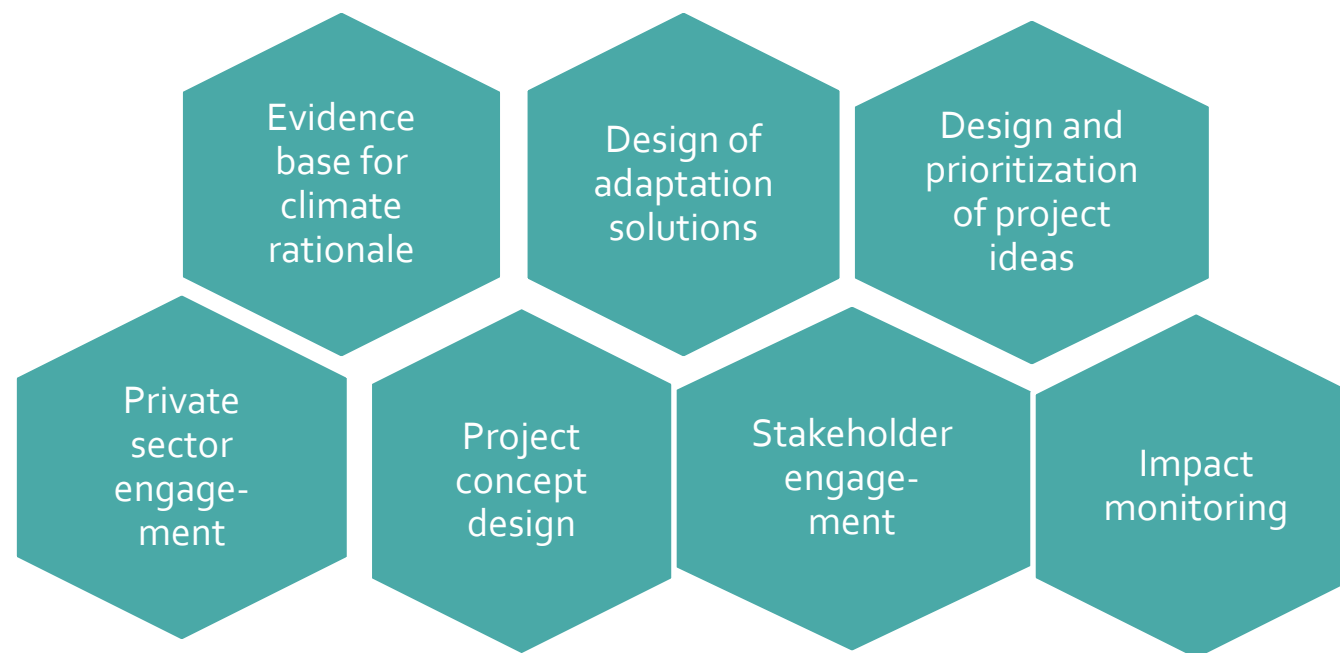 Evidence
base for
climate
rationale
Design of
adaptation
solutions
Design and
prioritization
of project
ideas
Private
sector
engage-
ment
Project
concept
design
Stakeholder
engage-
ment
Impact
monitoring